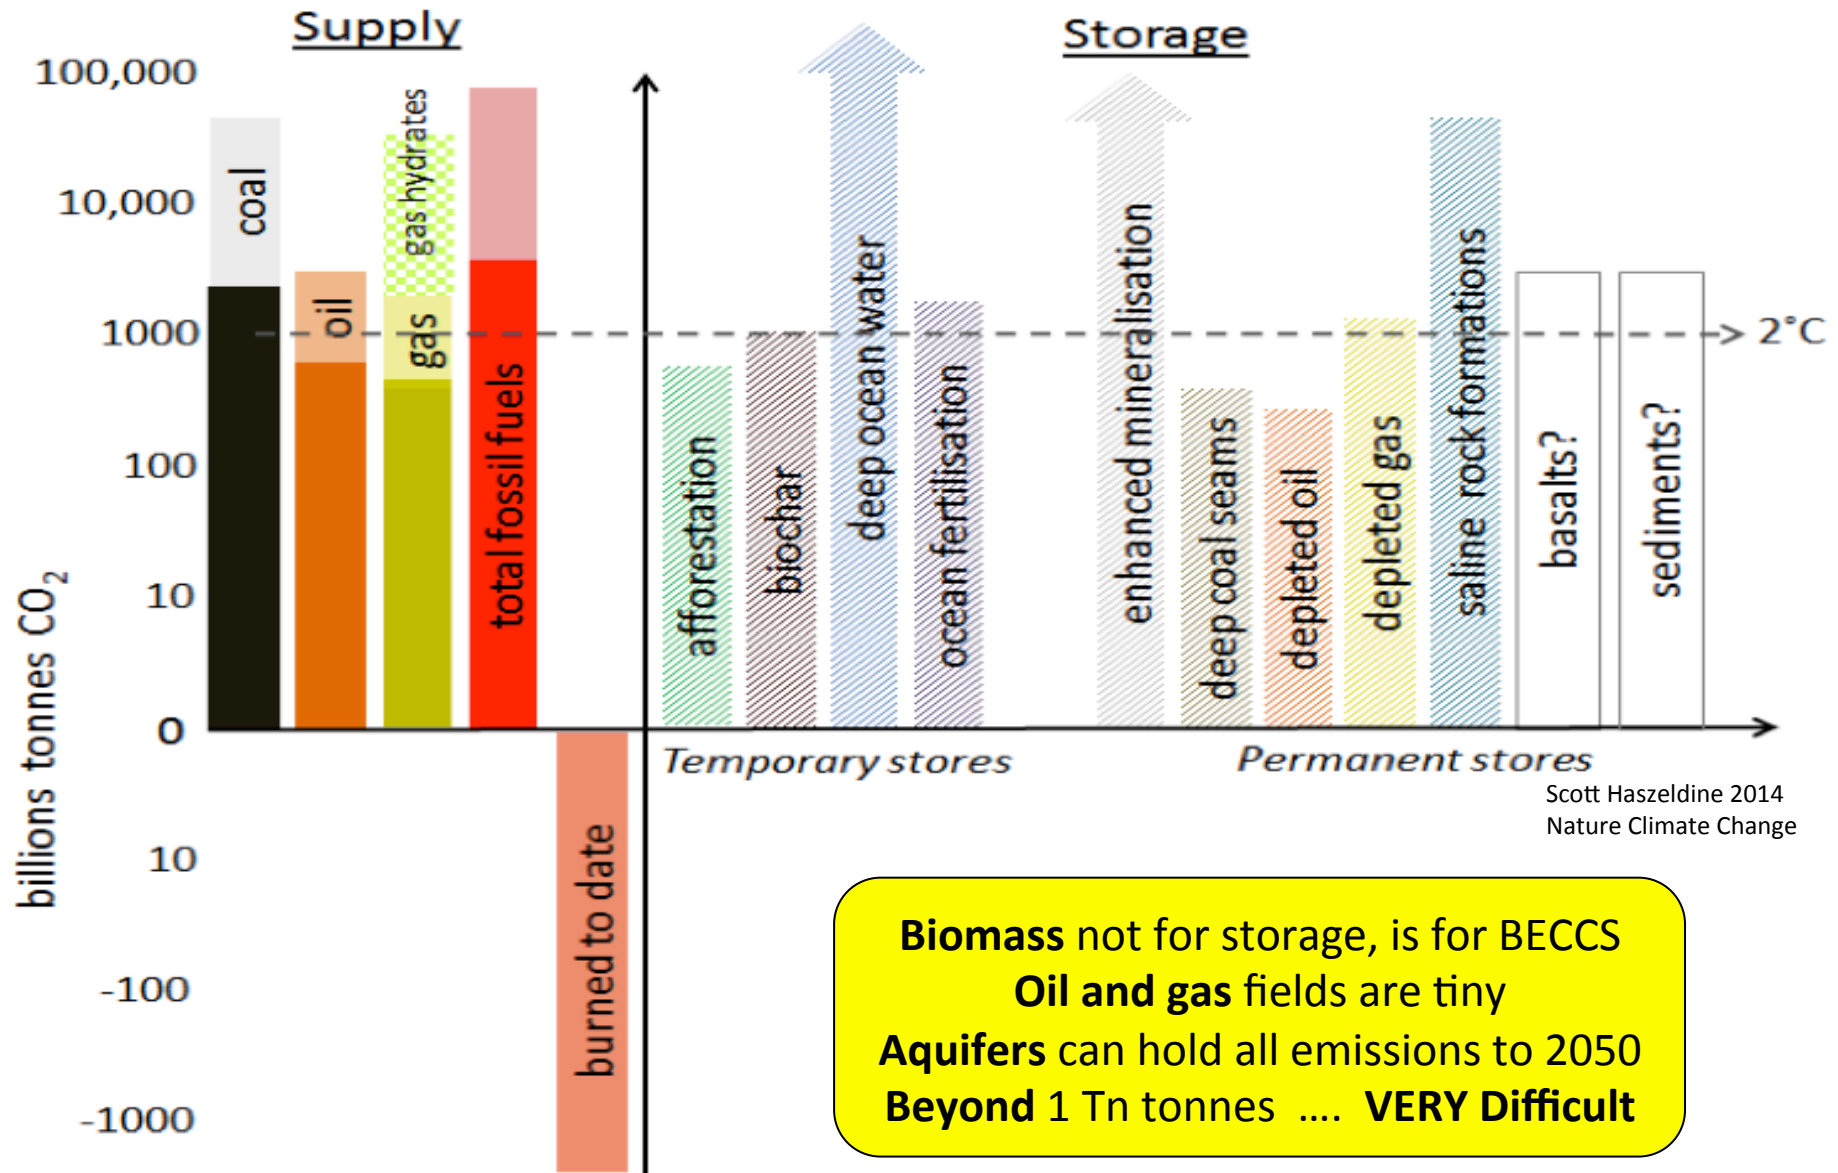 Supply
Storage
100,000
10,000
1000
100
10
0
10
-100
-1000
billions tonnes CO₂
coal
oil
gas hydrates
gas
total fossil fuels
burned to date
afforestation
biochar
deep ocean water
ocean fertilisation
enhanced mineralisation
deep coal seams
depleted oil
depleted gas
saline rock formations
basalts?
sediments?
2˚C
Temporary stores
Permanent stores
Scott Haszeldine 2014
Nature Climate Change
Biomass not for storage, is for BECCS
Oil and gas fields are tiny
Aquifers can hold all emissions to 2050
Beyond 1 Tn tonnes .... VERY Difficult